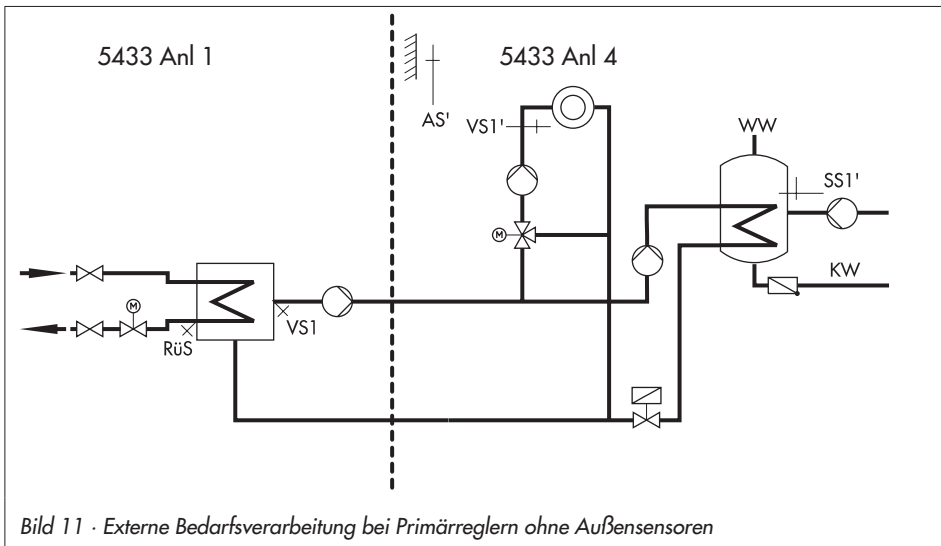 5433 Anl 1
5433 Anl 4
AS'
VS1'
WW
SS1'
M
KW
M
VS1
RüS
Bild 11 · Externe Bedarfsverarbeitung bei Primärreglern ohne Außensensoren